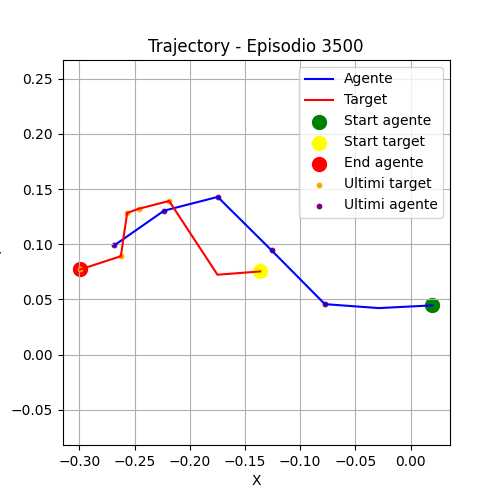 Trajectory - Episodio 3500
0.25
0.20
0.15
0.10
0.05
0.00
−0.05
−0.30 −0.25 −0.20 −0.15 −0.10 −0.05 0.00
X
Agente
Target
Start agente
Start target
End agente
Ultimi target
Ultimi agente